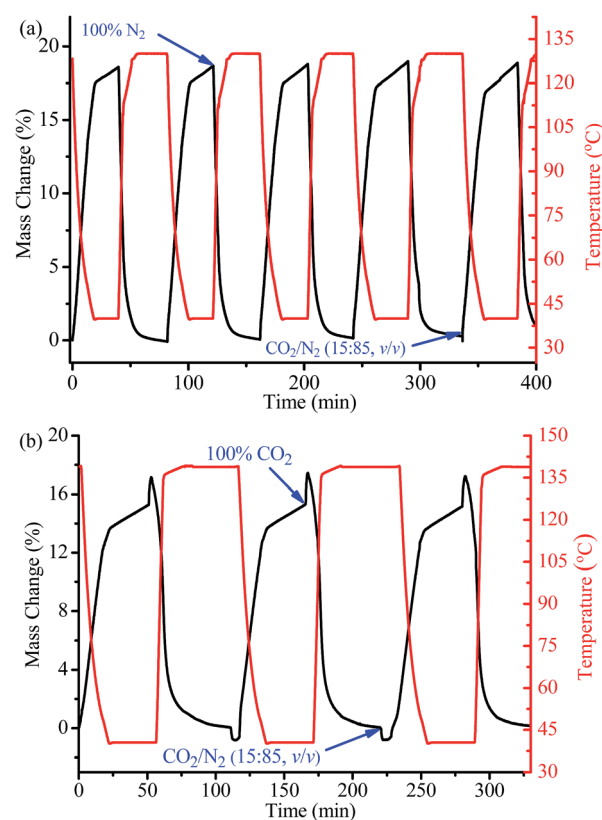 (a)
100% N₂
20
15
10
5
0
Mass Change (%)
135
120
105
90
75
60
45
30
Temperature (°C)
CO₂/N₂ (15:85, v/v)
0 100 200 300 400
Time (min)
(b)
100% CO₂
20
16
12
8
4
0
Mass Change (%)
150
135
120
105
90
75
60
45
30
Temperature (°C)
CO₂/N₂ (15:85, v/v)
0 50 100 150 200 250 300
Time (min)